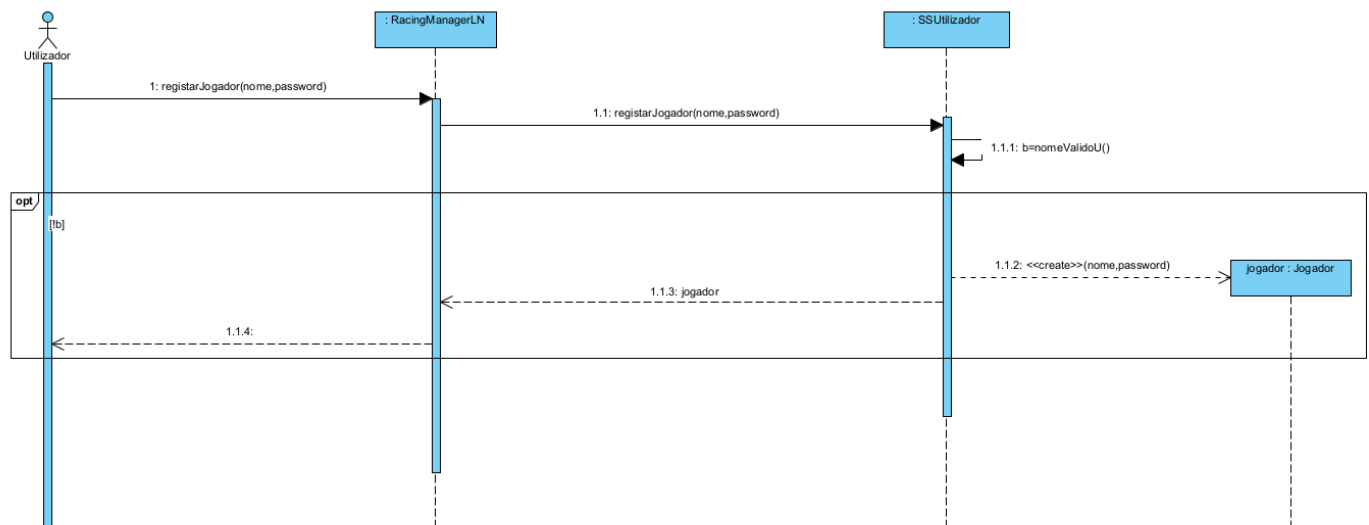 : RacingManagerLN
: SSUtilizador
Utilizador
1: registarJogador(nome,password)
1.1: registarJogador(nome,password)
1.1.1: b=nomeValidoU()
opt
[!b]
1.1.2: <<create>>(nome,password)
jogador : Jogador
1.1.3: jogador
1.1.4: